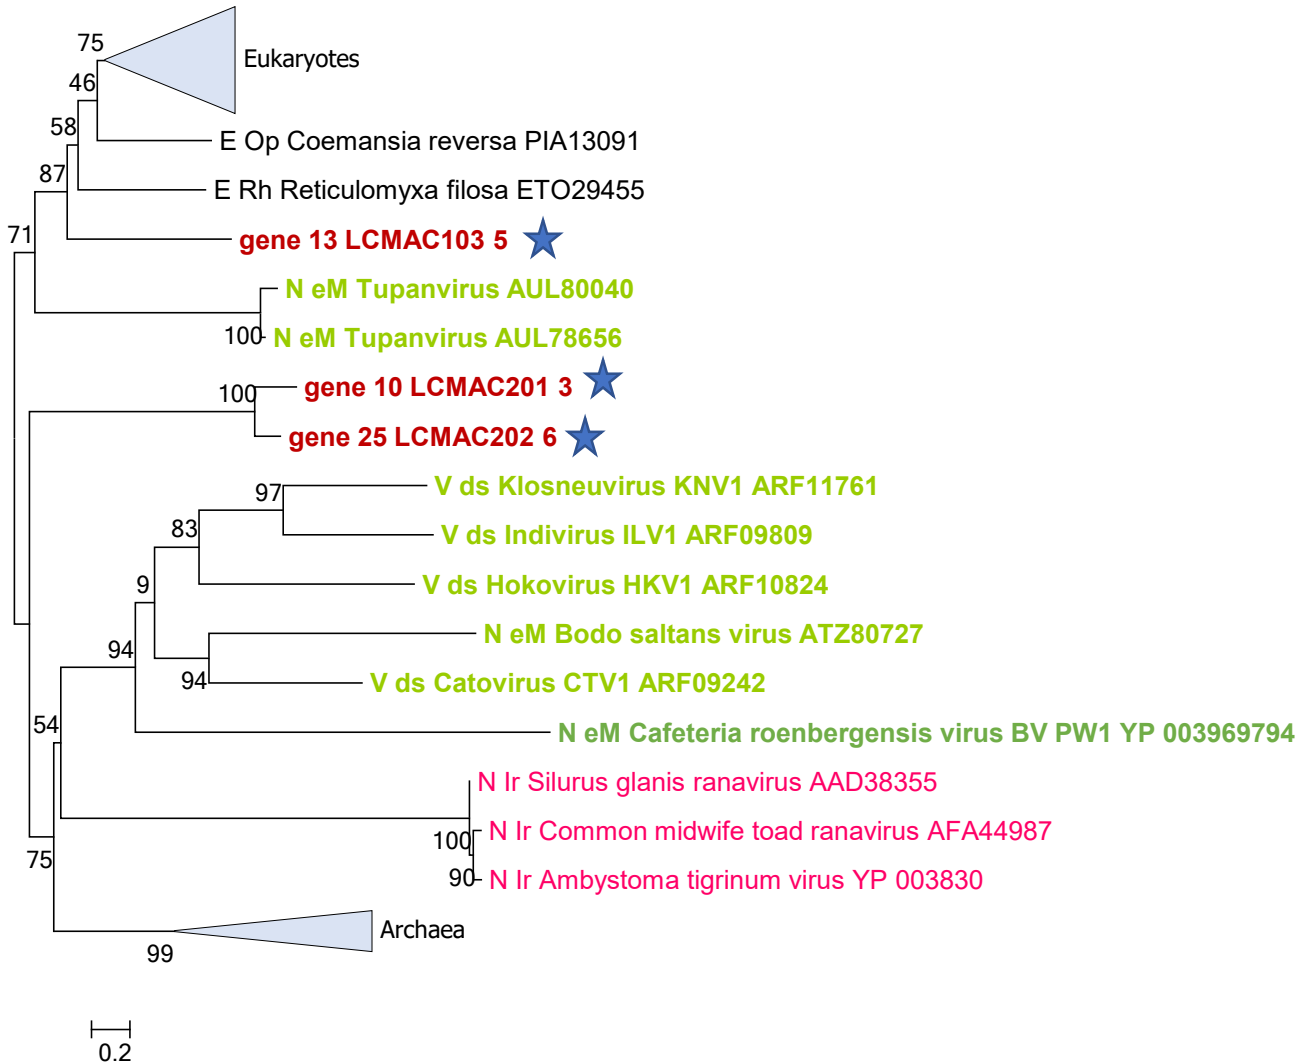 75
Eukaryotes
46
58
E Op Coemansia reversa PIA13091
87
E Rh Reticulomyxa filosa ETO29455
71
gene 13 LCMAC103 5
N eM Tupanvirus AUL80040
100
N eM Tupanvirus AUL78656
100
gene 10 LCMAC201 3
gene 25 LCMAC202 6
97
V ds Klosneuvirus KNV1 ARF11761
83
V ds Indivirus ILV1 ARF09809
9
V ds Hokovirus HKV1 ARF10824
94
N eM Bodo saltans virus ATZ80727
94
V ds Catovirus CTV1 ARF09242
54
N eM Cafeteria roenbergensis virus BV PW1 YP 003969794
N Ir Silurus glanis ranavirus AAD38355
100
N Ir Common midwife toad ranavirus AFA44987
75
90
N Ir Ambystoma tigrinum virus YP 003830
Archaea
99
0.2